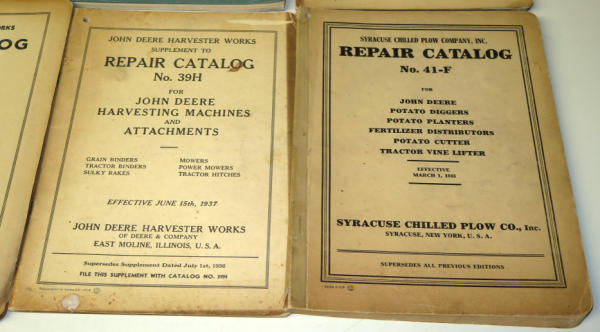 ORKS
ALOG
JOHN DEERE HARVESTER WORKS
SUPPLEMENT TO
REPAIR CATALOG
No. 39H
FOR
JOHN DEERE
HARVESTING MACHINES
AND
ATTACHMENTS
GRAIN BINDERS
TRACTOR BINDERS
SULKY RAKES
MOWERS
POWER MOWERS
TRACTOR HITCHES
EFFECTIVE JUNE 15th, 1937
JOHN DEERE HARVESTER WORKS
OF DEERE & COMPANY
EAST MOLINE, ILLINOIS, U. S. A.
Supersedes Supplement Dated July 1st, 1936
FILE THIS SUPPLEMENT WITH CATALOG NO. 39H
SYRACUSE CHILLED PLOW COMPANY, INC.
REPAIR CATALOG
No. 41-F
FOR
JOHN DEERE
POTATO DIGGERS
POTATO PLANTERS
FERTILIZER DISTRIBUTORS
POTATO CUTTER
TRACTOR VINE LIFTER
EFFECTIVE
MARCH 1,
SYRACUSE CHILLED PLOW CO., Inc.
SYRACUSE, NEW YORK, U. S. A.
SUPERSEDES ALL PREVIOUS EDITIONS